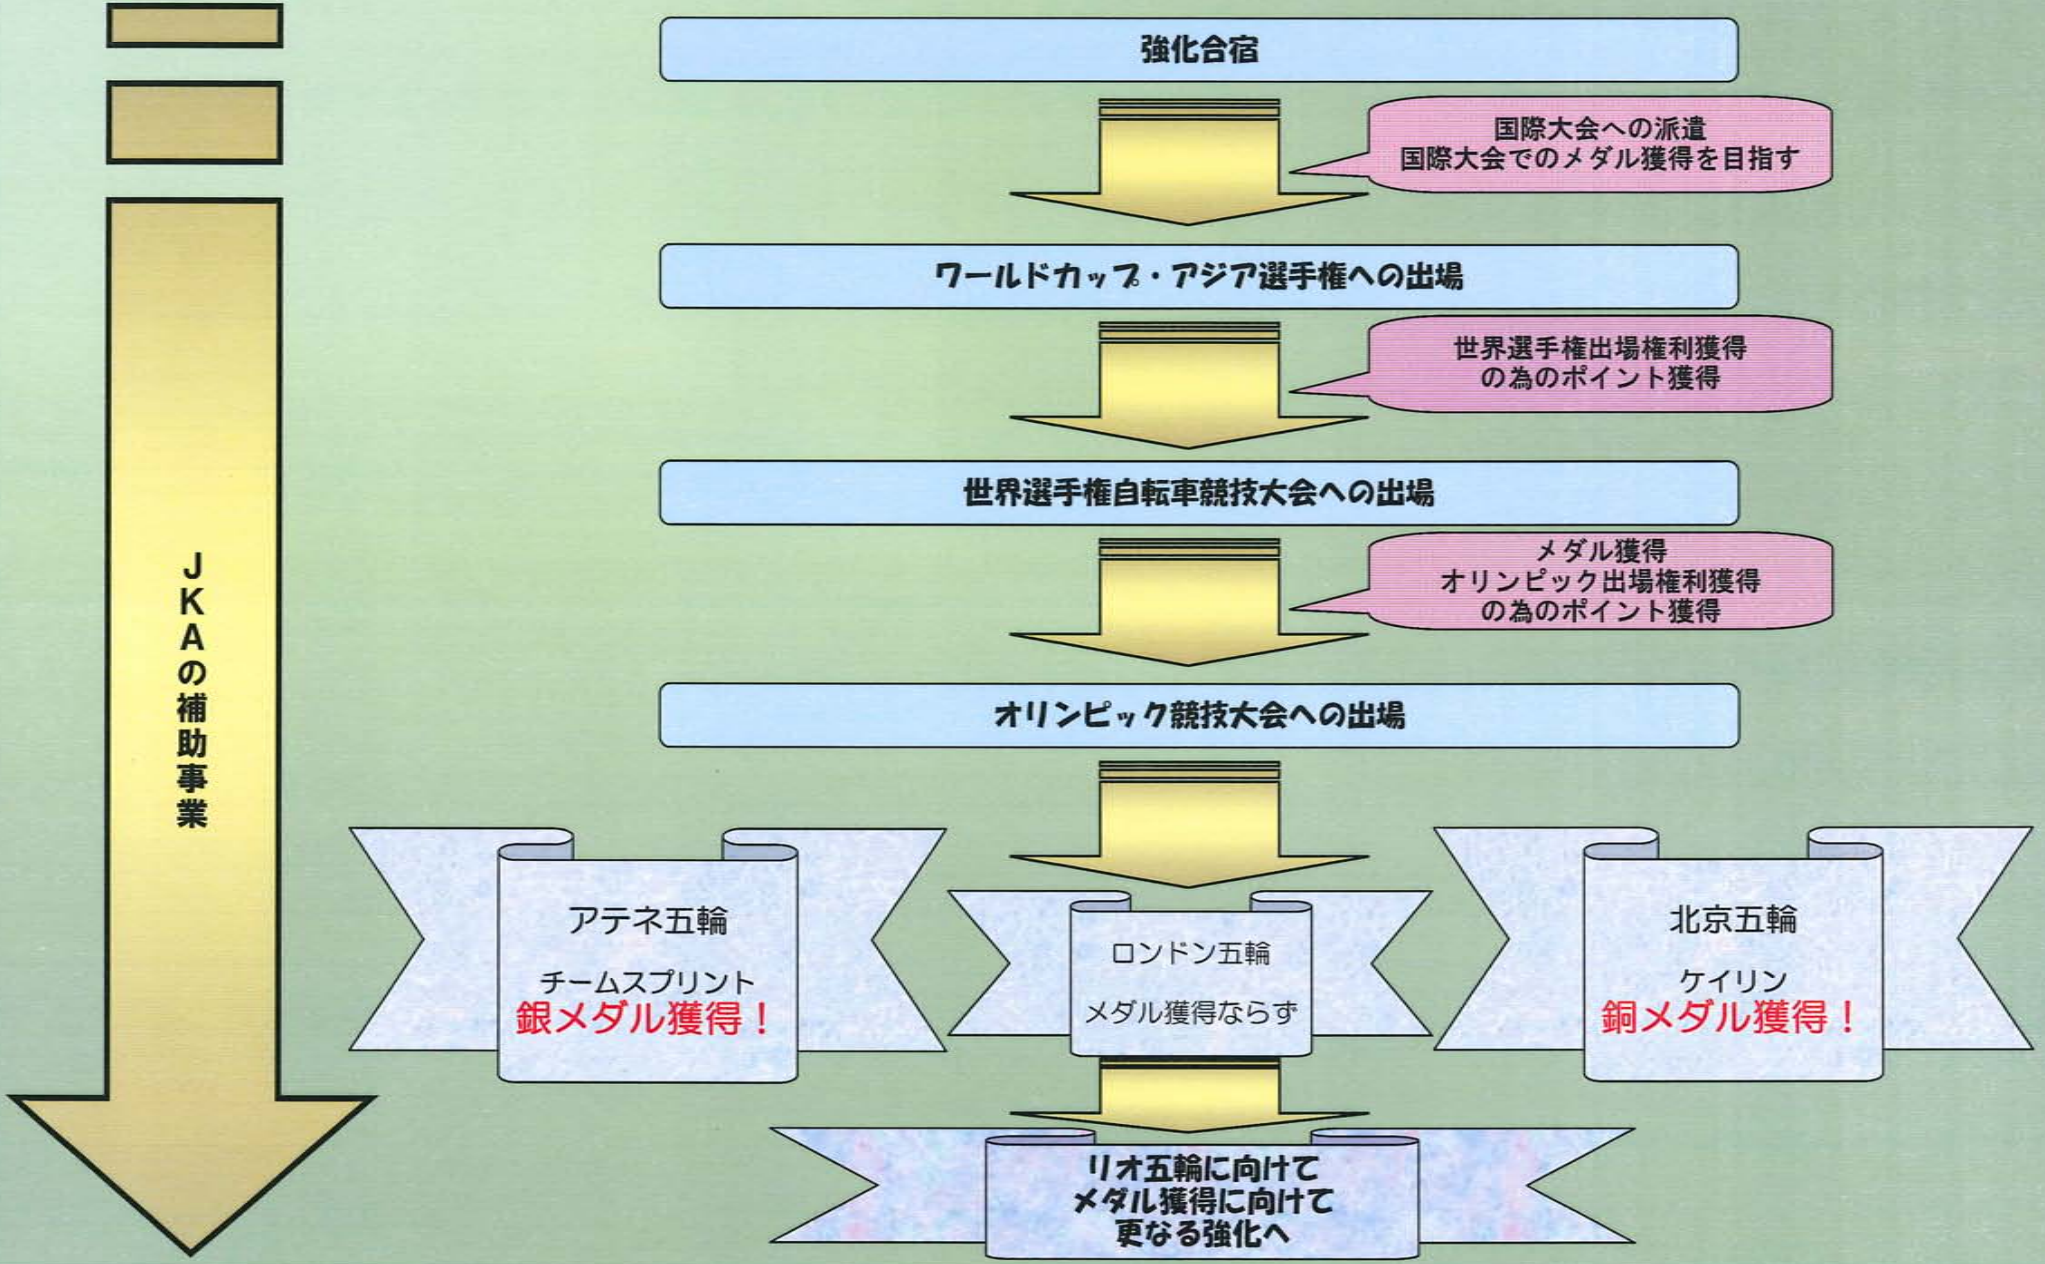 強化合宿
国際大会への派遣
国際大会でのメダル獲得を目指す
ワールドカップ・アジア選手権への出場
世界選手権出場権利獲得
の為のポイント獲得
世界選手権自転車競技大会への出場
メダル獲得
オリンピック出場権利獲得
の為のポイント獲得
オリンピック競技大会への出場
JKAの補助事業
アテネ五輪
チームスプリント
銀メダル獲得！
ロンドン五輪
メダル獲得ならず
北京五輪
ケイリン
銅メダル獲得！
リオ五輪に向けて
メダル獲得に向けて
更なる強化へ